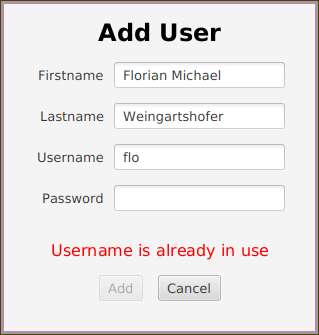 Add User
Firstname Florian Michael
Lastname Weingartshofer
Username flo
Password
Username is already in use
Add Cancel